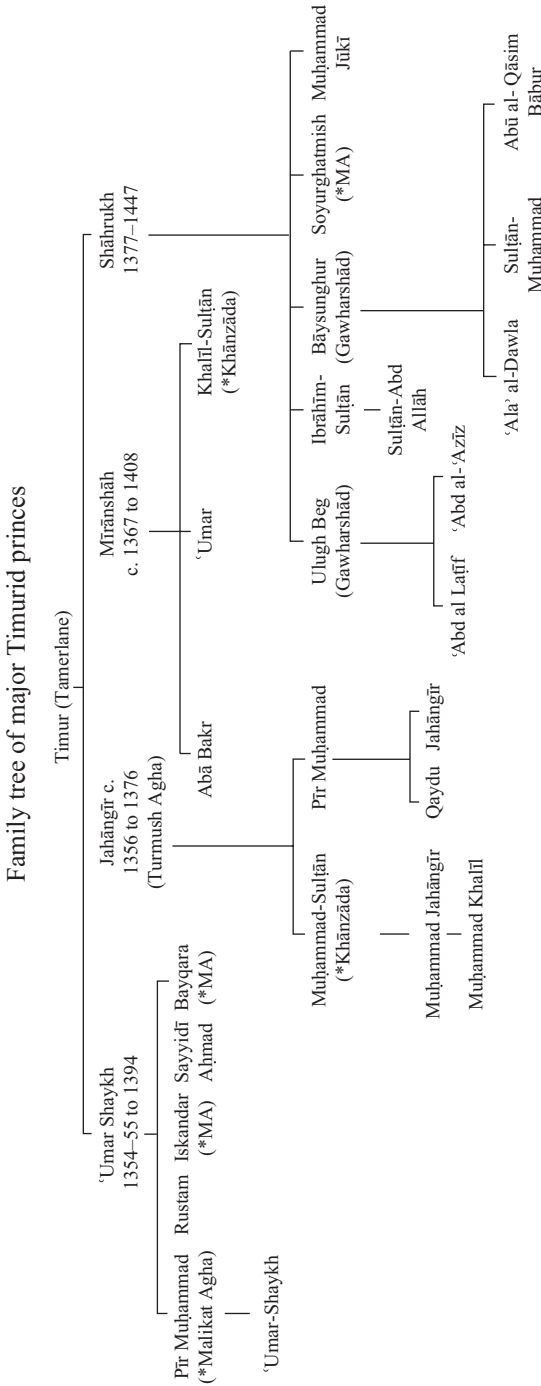 Family tree of major Timurid princes
Timur (Tamerlane)
ʿUmar Shaykh
1354–55 to 1394
Jahāngīr c.
1356 to 1376
(Turmush Agha)
Mīrānshāh
c. 1367 to 1408
Shāhrukh
1377–1447
Pīr Muḥammad
(*Malikat Agha)
Rustam
Iskandar
(*MA)
Sayyidī
Aḥmad
Bayqara
(*MA)
ʿUmar-Shaykh
Abā Bakr
ʿUmar
Khalīl-Sulṭān
(*Khānzāda)
Muḥammad-Sulṭān
(*Khānzāda)
Pīr Muḥammad
Muḥammad Jahāngīr
Muḥammad Khalīl
Qaydu
Jahāngīr
Ulugh Beg
(Gawharshād)
Ibrāhīm-
Sulṭān
Bāysunghur
(Gawharshād)
Soyurghatmish
(*MA)
Muḥammad
Jūkī
Sulṭān-Abd
Allāh
ʿAbd al Laṭīf
ʿAbd al-ʿAzīz
ʿAlaʾ al-Dawla
Sulṭān-
Muḥammad
Abū al-Qāsim
Bābur